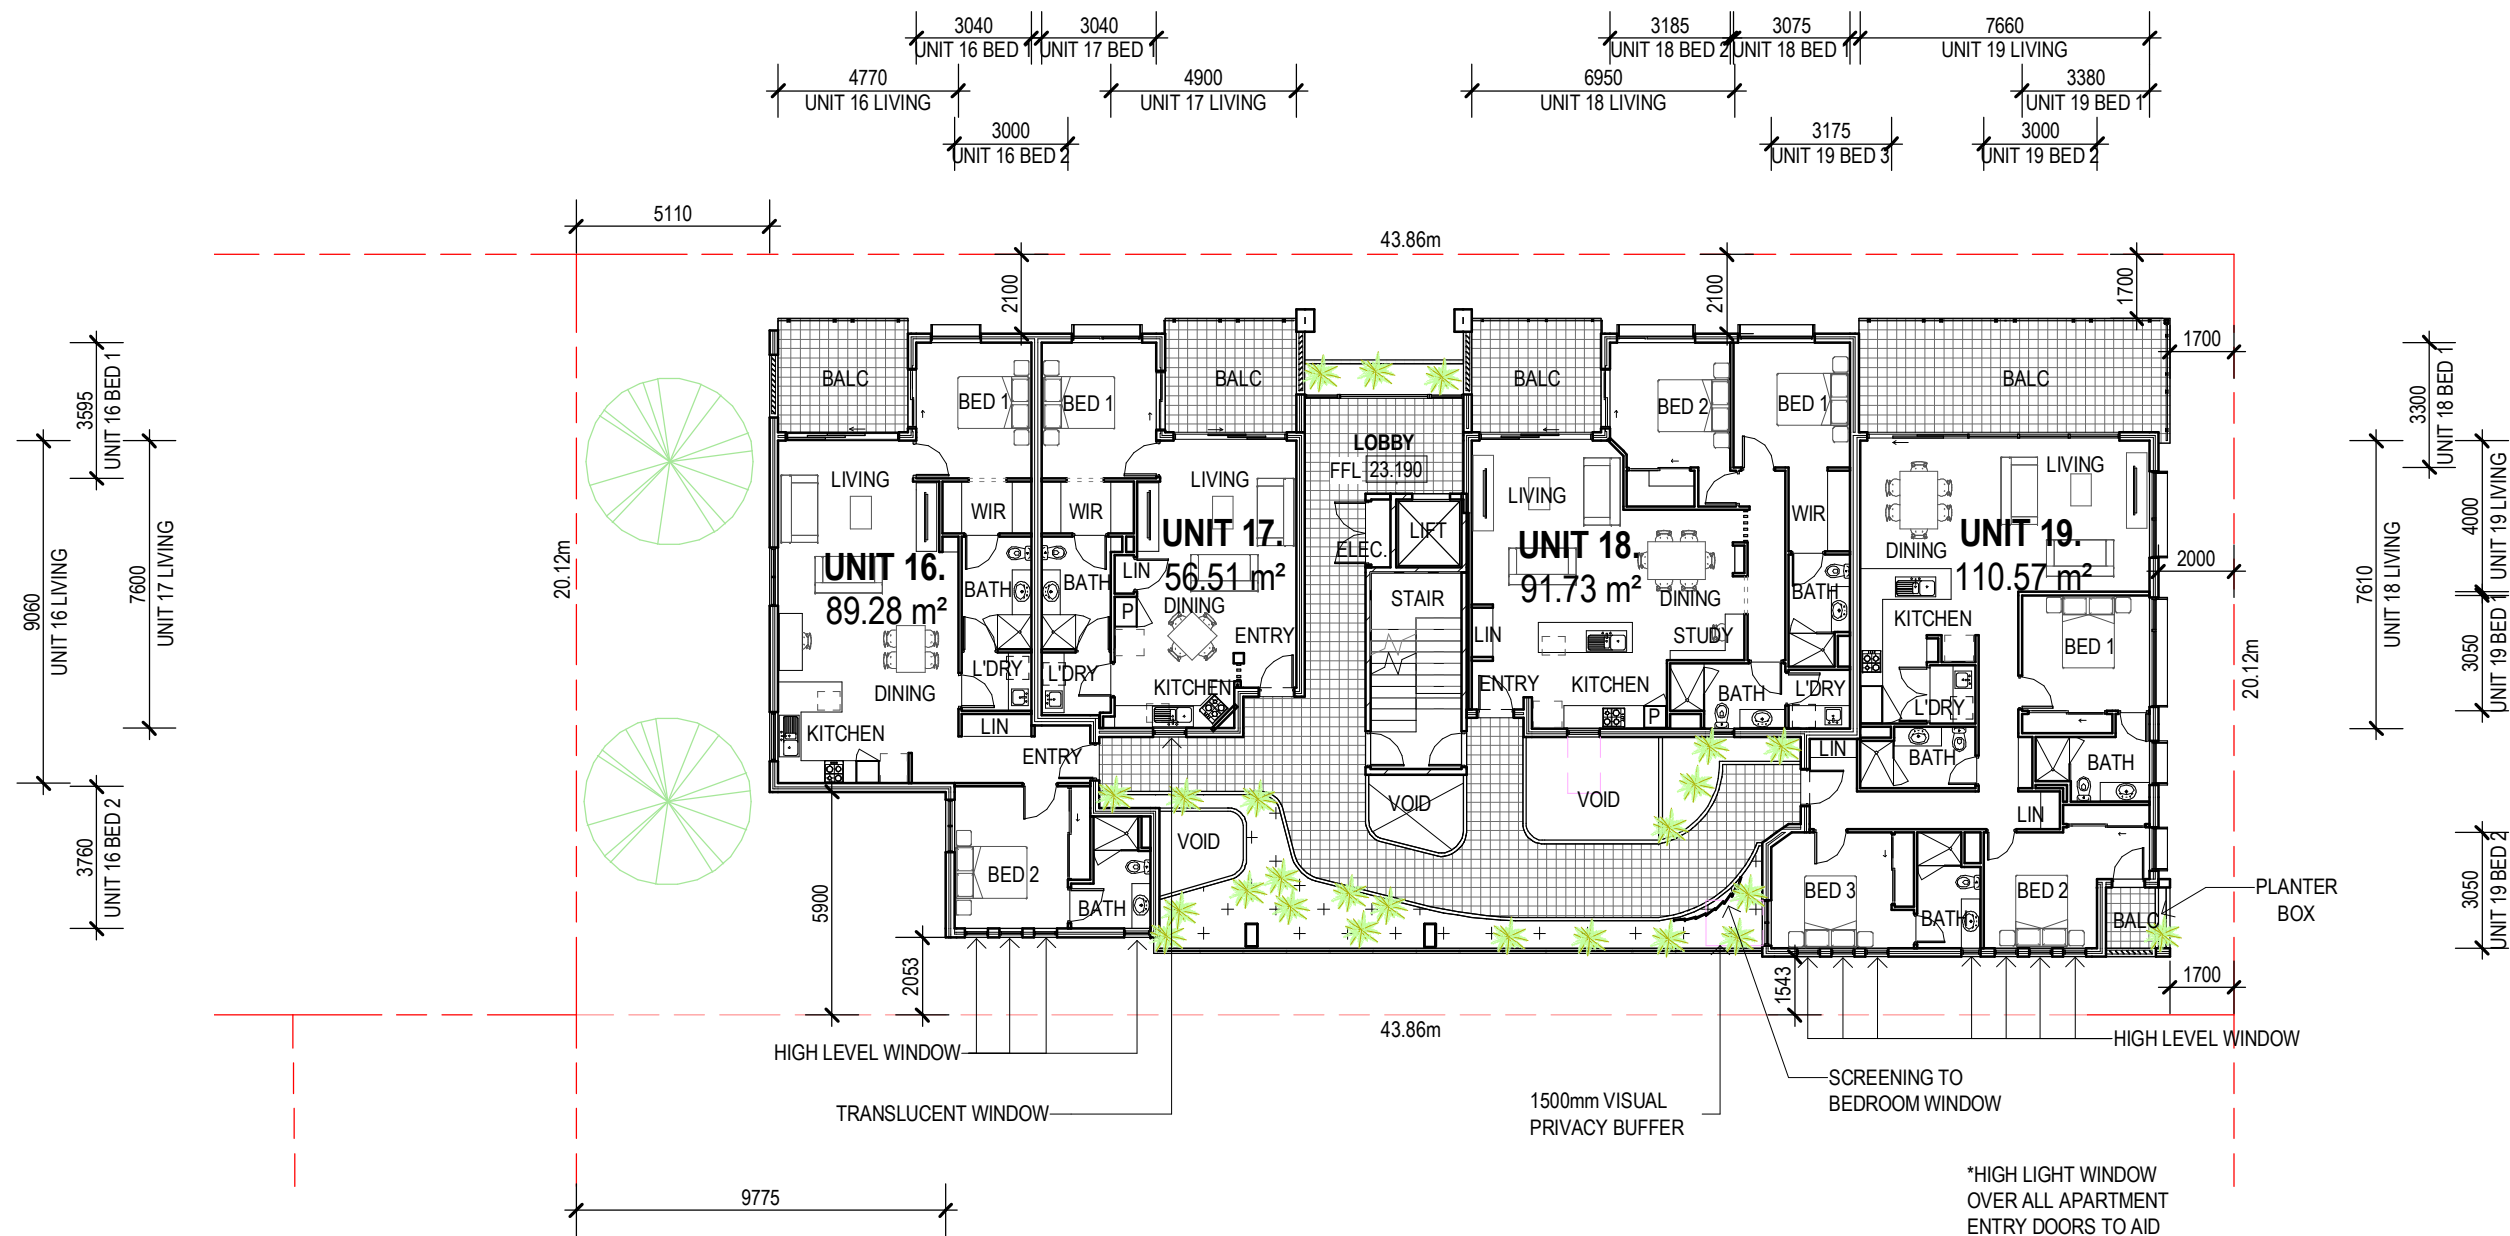 3040
UNIT 16 BED 1
3040
UNIT 17 BED 1
3185
UNIT 18 BED 2
3075
UNIT 18 BED 1
7660
UNIT 19 LIVING
4770
UNIT 16 LIVING
4900
UNIT 17 LIVING
6950
UNIT 18 LIVING
3380
UNIT 19 BED 1
3000
UNIT 16 BED 2
3175
UNIT 19 BED 3
3000
UNIT 19 BED 2
5110
43.86m
2100
2100
1700
1700
3595
UNIT 16 BED 1
9060
UNIT 16 LIVING
7600
UNIT 17 LIVING
3760
UNIT 16 BED 2
20.12m
3300
UNIT 18 BED 1
4000
UNIT 19 LIVING
7610
UNIT 18 LIVING
3050
UNIT 19 BED 1
3050
UNIT 19 BED 2
20.12m
2000
BALC
BED 1
BED 1
BALC
BALC
BED 2
BED 1
BALC
LOBBY
FFL 23.190
LIVING
WIR
WIR
LIVING
UNIT 16.
89.28 m²
BATH
BATH
LIN
P
UNIT 17.
56.51 m²
DINING
ENTRY
ELEC.
LIFT
STAIR
LIVING
UNIT 18.
91.73 m²
DINING
STUDY
LIN
ENTRY
KITCHEN
P
WIR
BATH
BATH
L'DRY
LIVING
DINING
UNIT 19.
110.57 m²
KITCHEN
BED 1
L'DRY
BATH
LIN
BATH
LIN
DINING
L'DRY
L'DRY
KITCHEN
KITCHEN
LIN
ENTRY
BED 2
BATH
VOID
VOID
VOID
BED 3
BATH
BED 2
BALC
PLANTER
BOX
5900
2053
1543
1700
43.86m
HIGH LEVEL WINDOW
HIGH LEVEL WINDOW
TRANSLUCENT WINDOW
1500mm VISUAL
PRIVACY BUFFER
SCREENING TO
BEDROOM WINDOW
9775
*HIGH LIGHT WINDOW
OVER ALL APARTMENT
ENTRY DOORS TO AID